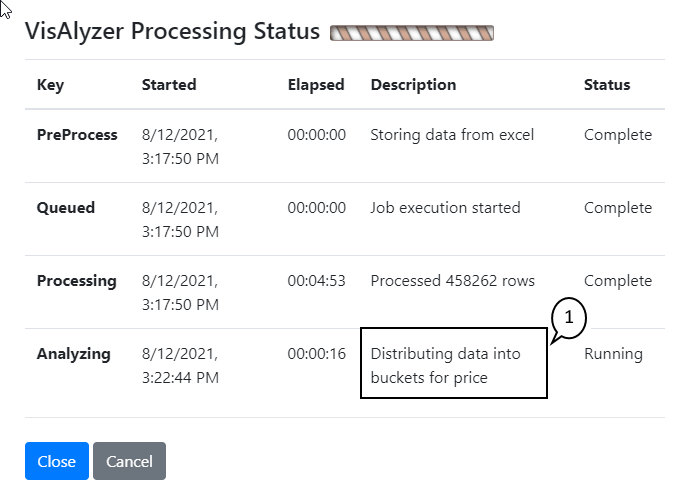 VisAlyzer Processing Status
Key Started Elapsed Description Status
PreProcess 8/12/2021, 00:00:00 Storing data from excel Complete
3:17:50 PM
Queued 8/12/2021, 00:00:00 Job execution started Complete
3:17:50 PM
Processing 8/12/2021, 00:04:53 Processed 458262 rows Complete
3:17:50 PM
1
Analyzing 8/12/2021, 00:00:16 Distributing data into Running
3:22:44 PM buckets for price
Close Cancel